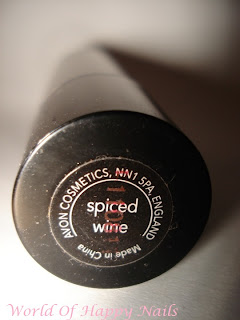 AVON COSMETICS, NN1 5PA, ENGLAND
spiced
wine
Made in China
World Of Happy Nails